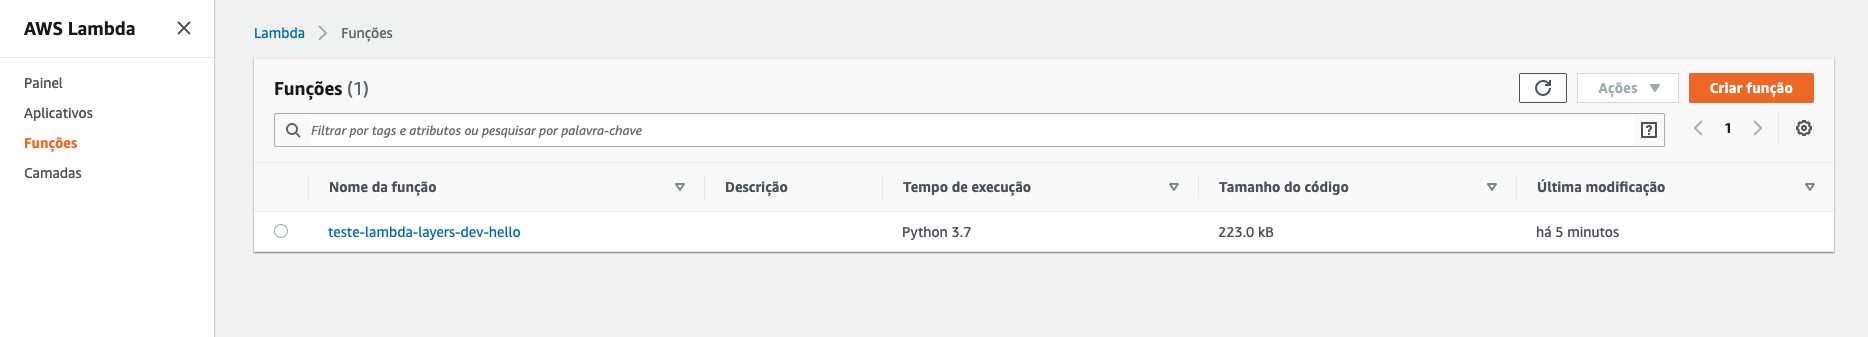 AWS Lambda
Painel
Aplicativos
Funções
Camadas
Lambda > Funções
Funções (1)
Ações
Criar função
Filtrar por tags e atributos ou pesquisar por palavra-chave
1
Nome da função Descrição Tempo de execução Tamanho do código Última modificação
teste-lambda-layers-dev-hello Python 3.7 223.0 kB há 5 minutos